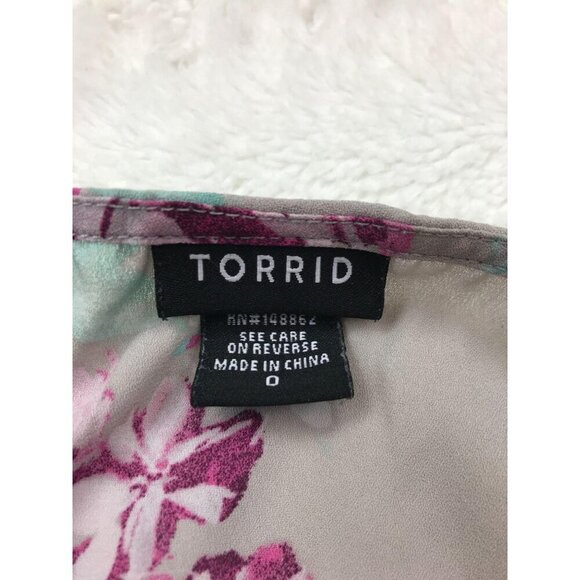 TORRID
RN#148862
SEE CARE
ON REVERSE
MADE IN CHINA
0